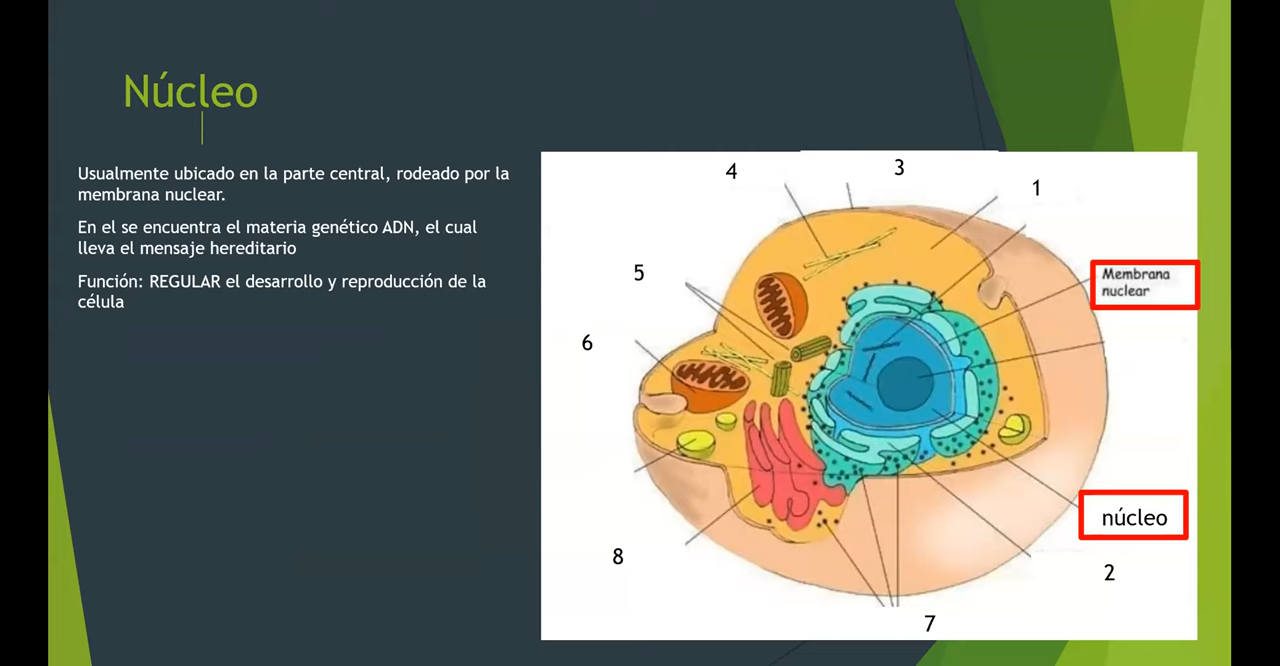 Núcleo
Usualmente ubicado en la parte central, rodeado por la
membrana nuclear.
En el se encuentra el materia genético ADN, el cual
lleva el mensaje hereditario
Función: REGULAR el desarrollo y reproducción de la
célula
4
3
1
5
Membrana
nuclear
6
núcleo
8
2
7